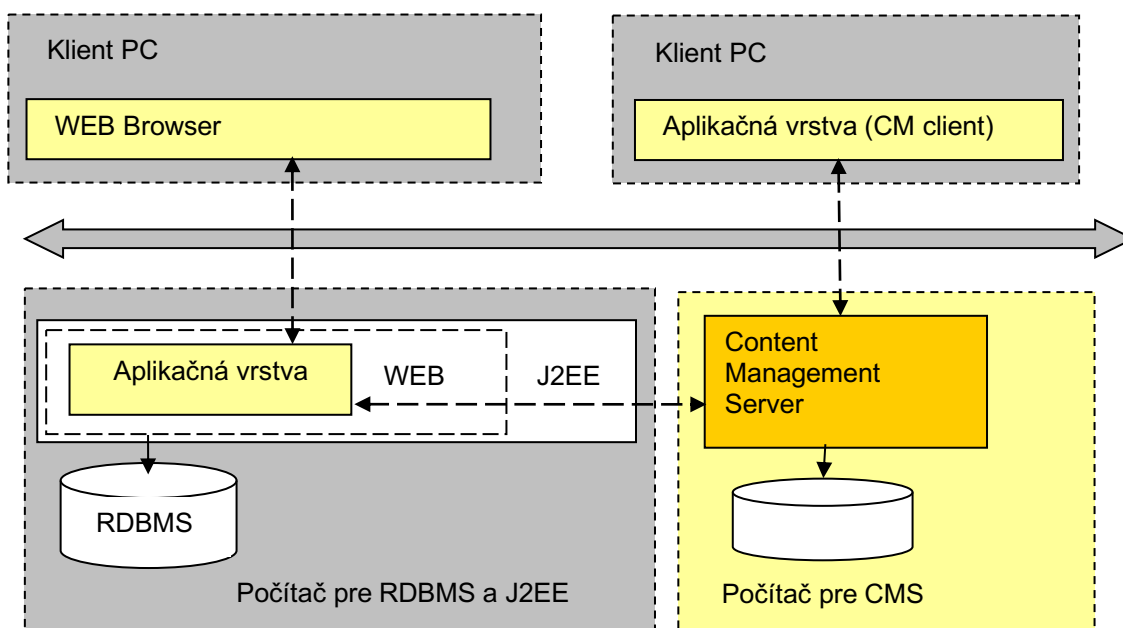 Klient PC
WEB Browser
Klient PC
Aplikačná vrstva (CM client)
Aplikačná vrstva
WEB
J2EE
Content
Management
Server
RDBMS
Počítač pre RDBMS a J2EE
Počítač pre CMS